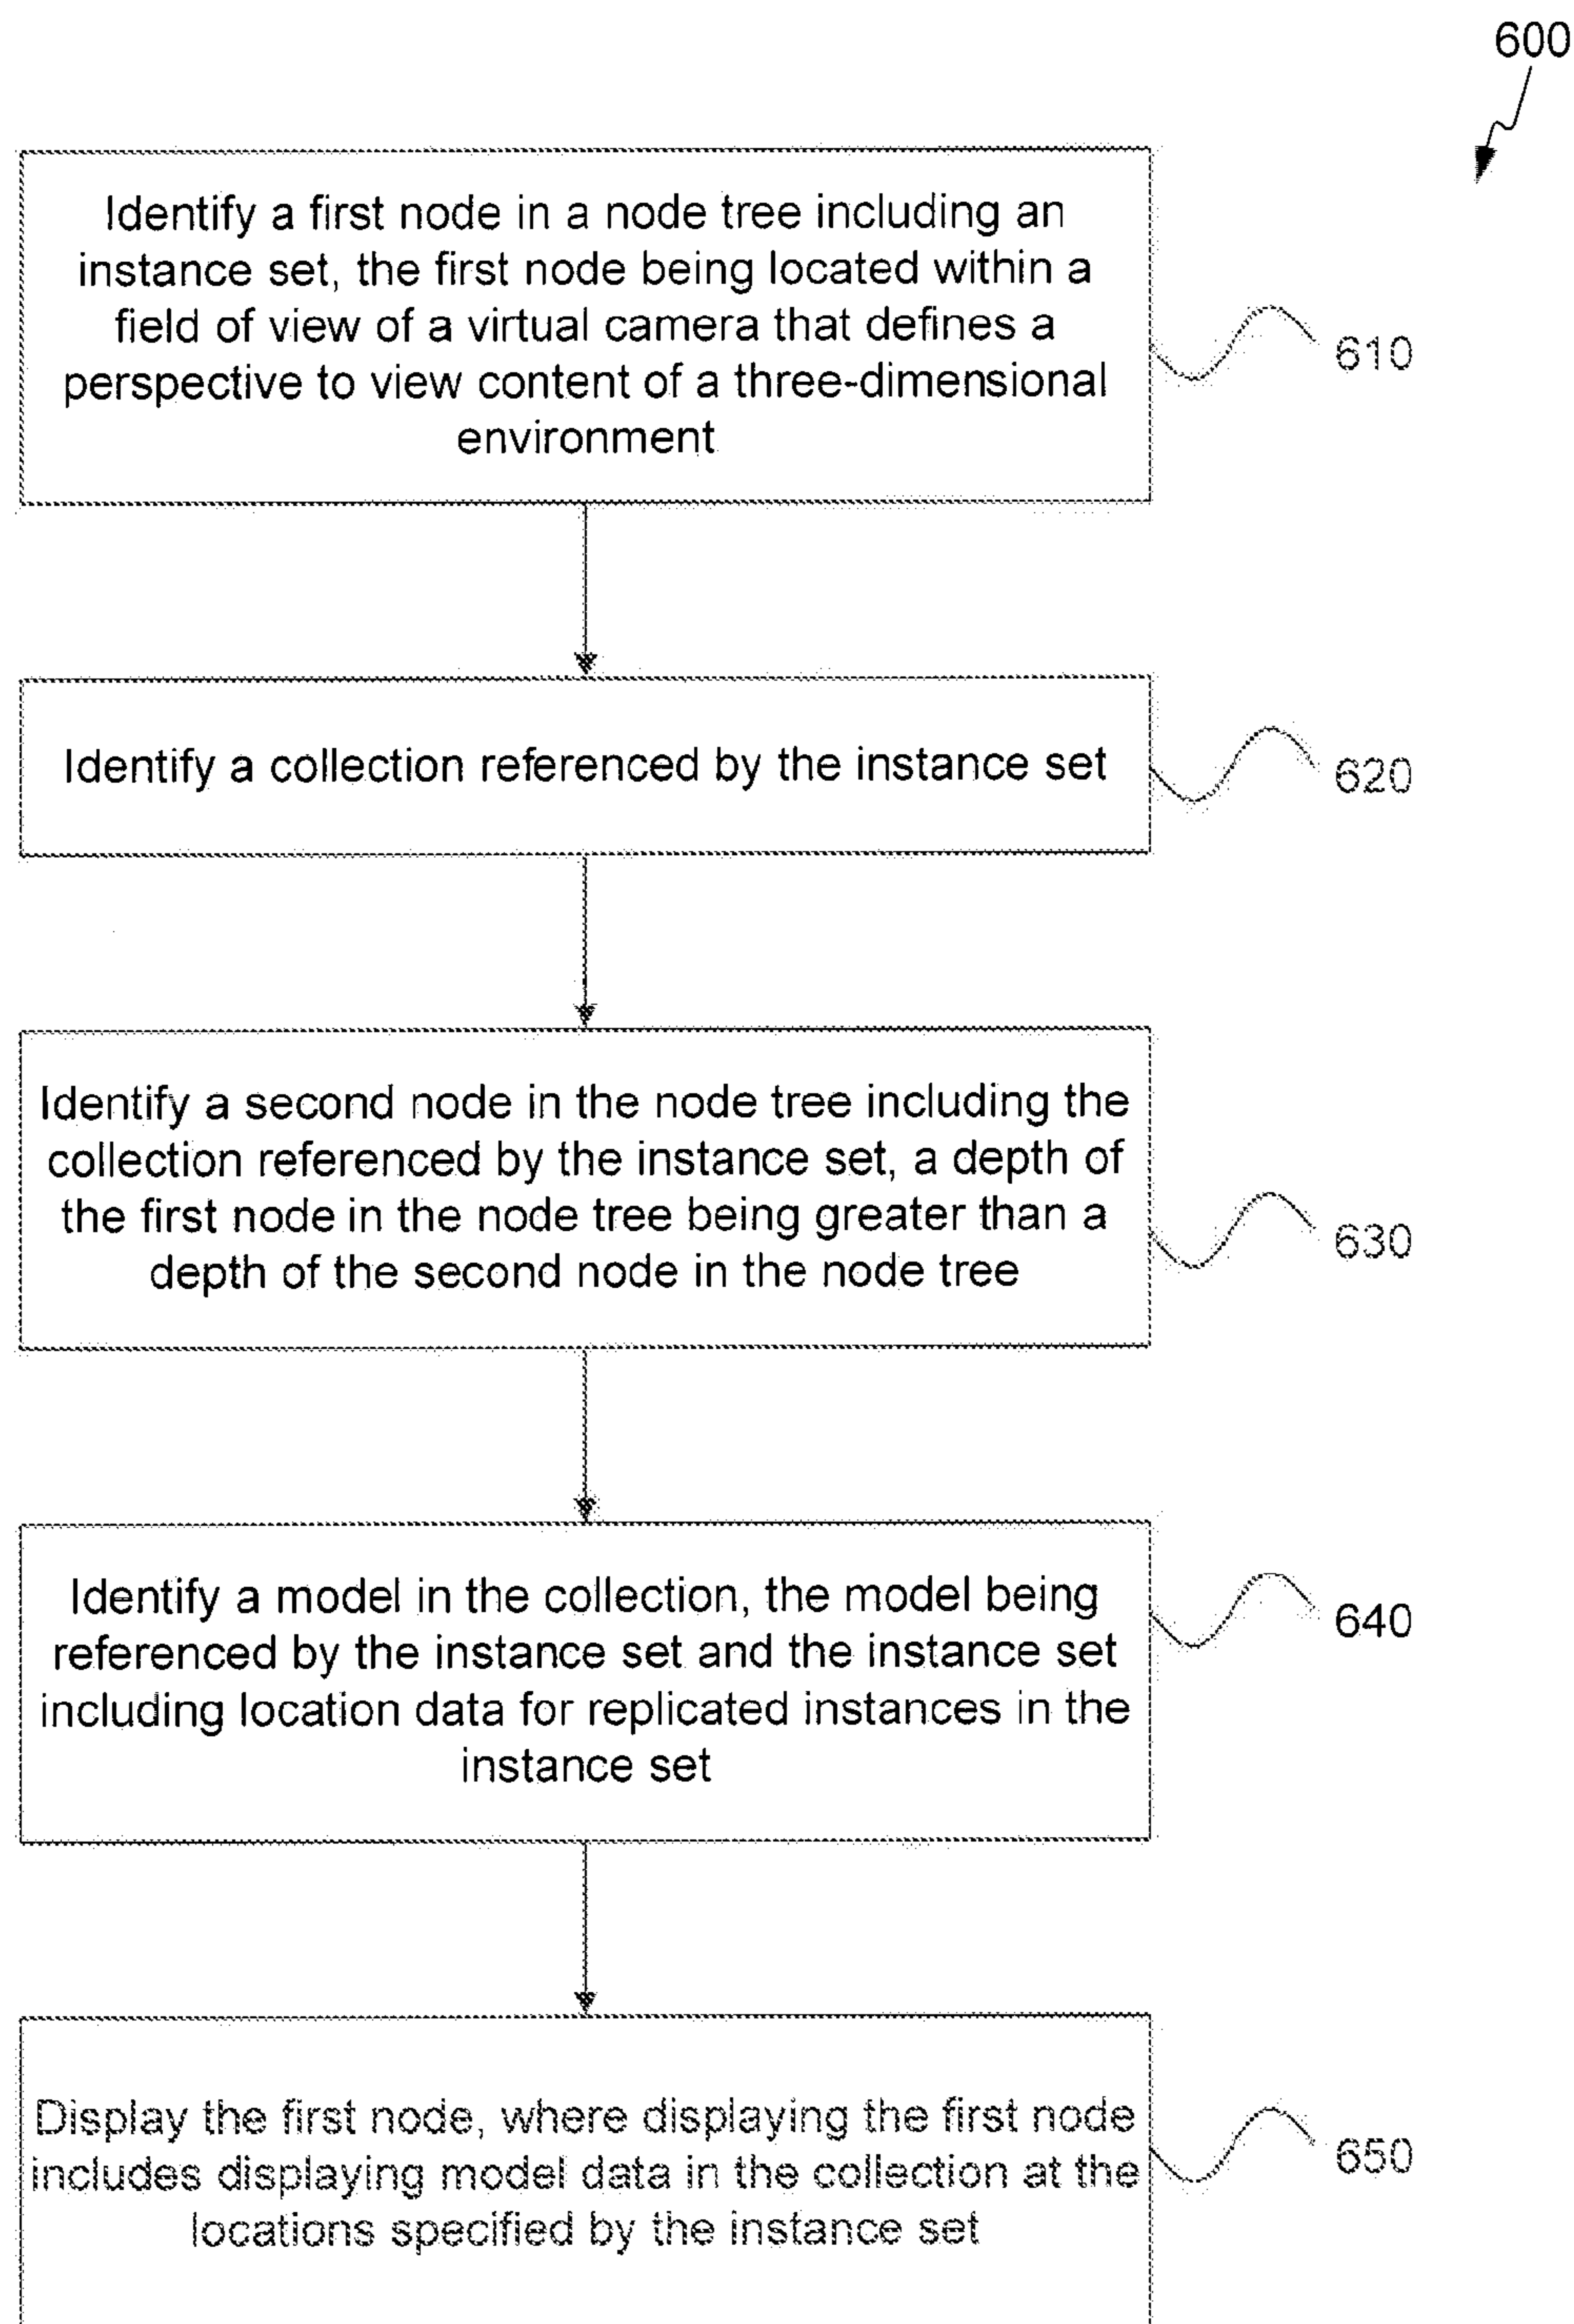 600
Identify a first node in a node tree including an
instance set, the first node being located within a
field of view of a virtual camera that defines a
perspective to view content of a three-dimensional
environment
610
Identify a collection referenced by the instance set
620
Identify a second node in the node tree including the
collection referenced by the instance set, a depth of
the first node in the node tree being greater than a
depth of the second node in the node tree
630
Identify a model in the collection, the model being
referenced by the instance set and the instance set
including location data for replicated instances in the
instance set
640
Display the first node, where displaying the first node
includes displaying model data in the collection at the
locations specified by the instance set
650